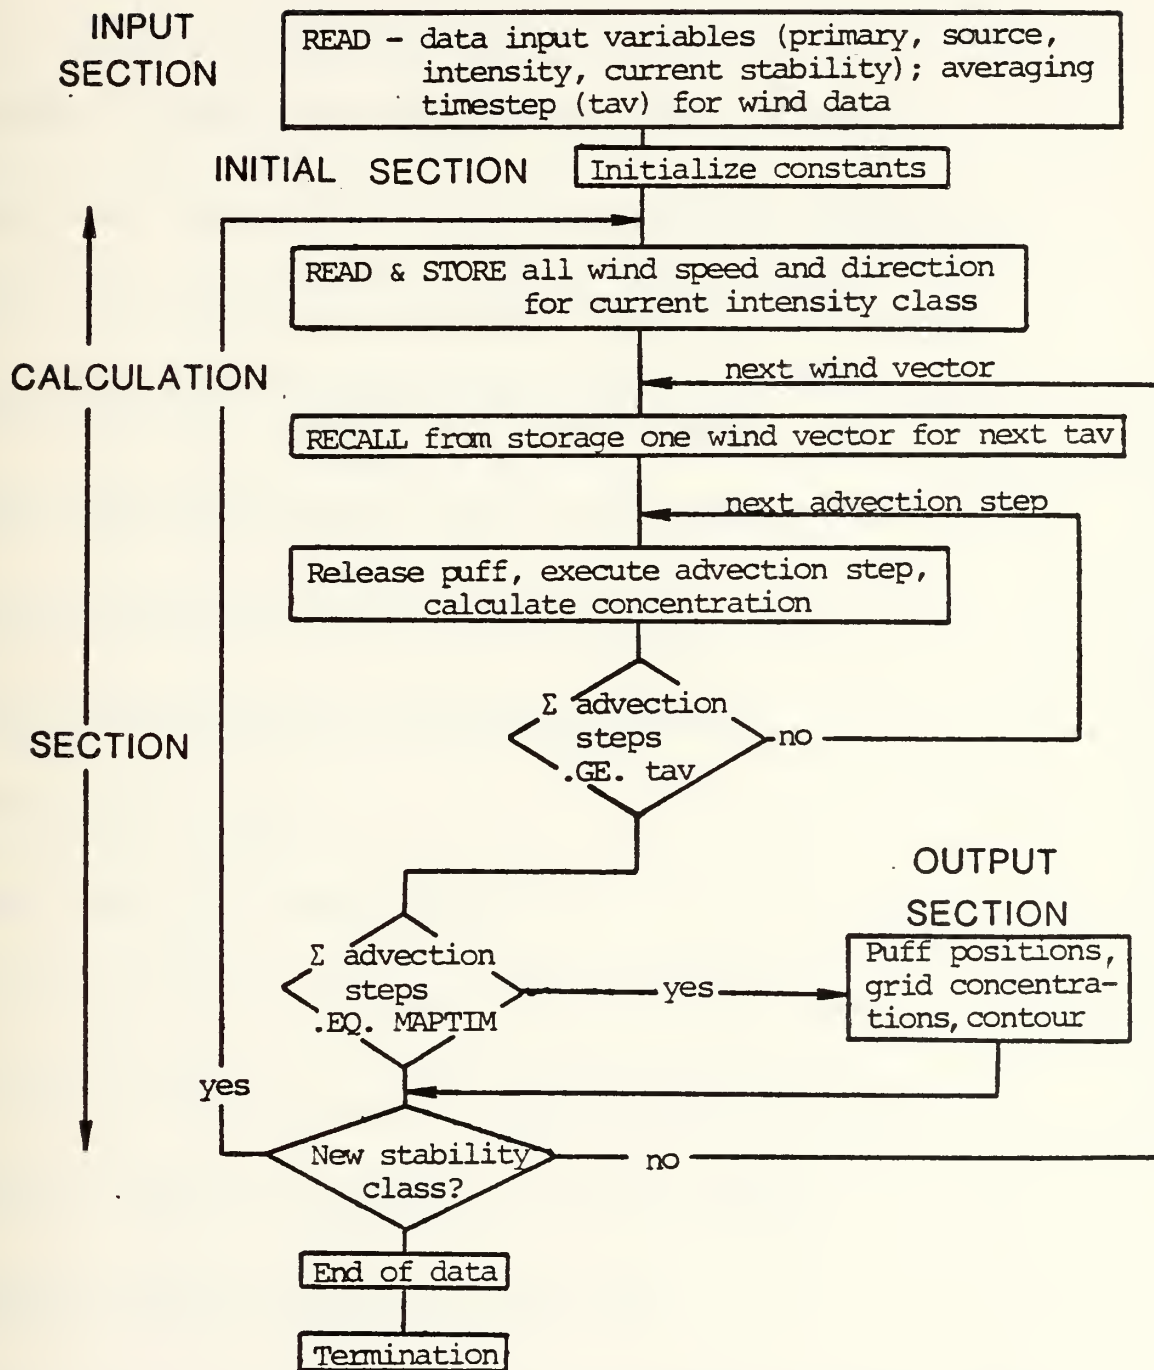 INPUT
SECTION
READ - data input variables (primary, source,
intensity, current stability); averaging
timestep (tav) for wind data
INITIAL SECTION
Initialize constants
READ & STORE all wind speed and direction
for current intensity class
CALCULATION
next wind vector
RECALL from storage one wind vector for next tav
next advection step
Release puff, execute advection step,
calculate concentration
Σ advection
steps
.GE. tav
no
SECTION
OUTPUT
SECTION
Σ advection
steps
.EQ. MAPTIM
yes
Puff positions,
grid concentra-
tions, contour
yes
New stability
class?
no
End of data
Termination